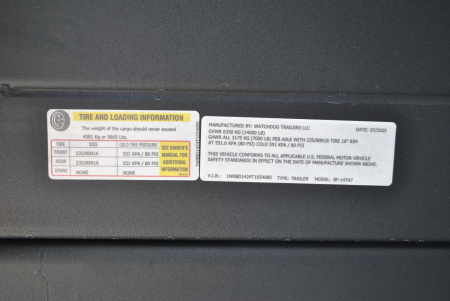 TIRE AND LOADING INFORMATION
The weight of the cargo should never exceed
4381 Kg or 9660 Lbs.
TIRE SIZE COLD TIRE PRESSURE
FRONT 235/80R16 551 KPA / 80 PSI
REAR 235/80R16 551 KPA / 80 PSI
SPARE NONE NONE
SEE OWNER'S
MANUAL FOR
ADDITIONAL
INFORMATION
MANUFACTURED BY: WATCHDOG TRAILERS LLC DATE: 07/2025
GVWR 6350 KG (14000 LB)
GAWR ALL 3175 KG (7000 LB) PER AXLE WITH 235/80R16 TIRE 16" RIM
AT 551.6 KPA (80 PSI) COLD 551 KPA / 80 PSI
THIS VEHICLE CONFORMS TO ALL APPLICABLE U.S. FEDERAL MOTOR VEHICLE
SAFETY STANDARDS IN EFFECT ON THE DATE OF MANUFACTURE SHOWN ABOVE.
V.I.N.: TYPE: TRAILER MODEL: